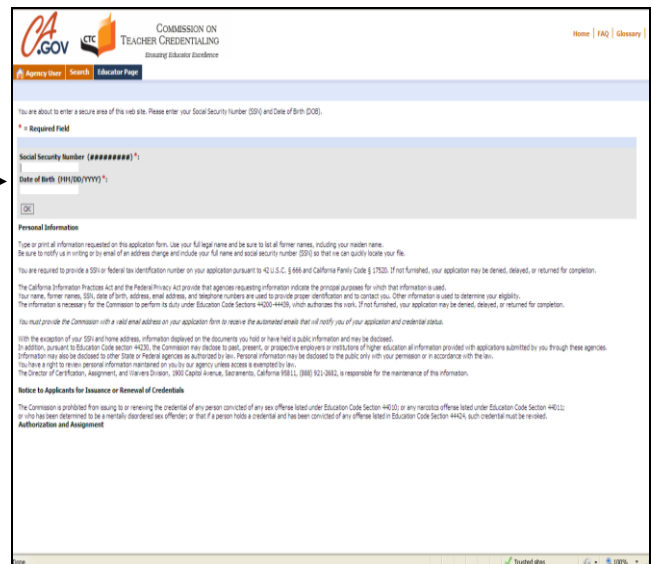 CA.GOV
CTC
COMMISSION ON
TEACHER CREDENTIALING
Ensuring Educator Excellence
Home | FAQ | Glossary |
Agency User Search Educator Page
You are about to enter a secure area of this web site. Please enter your Social Security Number (SSN) and Date of Birth (DOB).
* = Required Field
Social Security Number (#########) *:
Date of Birth (MM/DD/YYYY) *:
OK
Personal Information
Type or print all information requested on this application form. Use your full legal name and be sure to list all former names, including your maiden name.
Be sure to notify us in writing or by email of an address change and include your full name and social security number (SSN) so that we can quickly locate your file.
You are required to provide a SSN or federal tax identification number on your application pursuant to 42 U.S.C. § 666 and California Family Code § 17520. If not furnished, your application may be denied, delayed, or returned for completion.
The California Information Practices Act and the Federal Privacy Act provide that agencies requesting information indicate the principal purposes for which that information is used.
Your name, former names, SSN, date of birth, address, email address, and telephone numbers are used to provide proper identification and to contact you. Other information is used to determine your eligibility.
The information is necessary for the Commission to perform its duty under Education Code Sections 44200-44439, which authorizes this work. If not furnished, your application may be denied, delayed, or returned for completion.
You must provide the Commission with a valid email address on your application form to receive the automated emails that will notify you of your application and credential status.
With the exception of your SSN and home address, information displayed on the documents you hold or have held is public information and may be disclosed.
In addition, pursuant to Education Code section 44230, the Commission may disclose to past, present, or prospective employers or institutions of higher education all information provided with applications submitted by you through these agencies.
Information may also be disclosed to other State or Federal agencies as authorized by law. Personal information may be disclosed to the public only with your permission or in accordance with the law.
You have a right to review personal information maintained on you by our agency unless access is exempted by law.
The Director of Certification, Assignment, and Waivers Division, 1900 Capitol Avenue, Sacramento, California 95811, (888) 921-2682, is responsible for the maintenance of this information.
Notice to Applicants for Issuance or Renewal of Credentials
The Commission is prohibited from issuing to or renewing the credential of any person convicted of any sex offense listed under Education Code Section 44010; or any narcotics offense listed under Education Code Section 44011;
or who has been determined to be a mentally disordered sex offender; or that if a person holds a credential and has been convicted of any offense listed in Education Code Section 44424, such credential must be revoked.
Authorization and Assignment
Done Trusted sites 100%